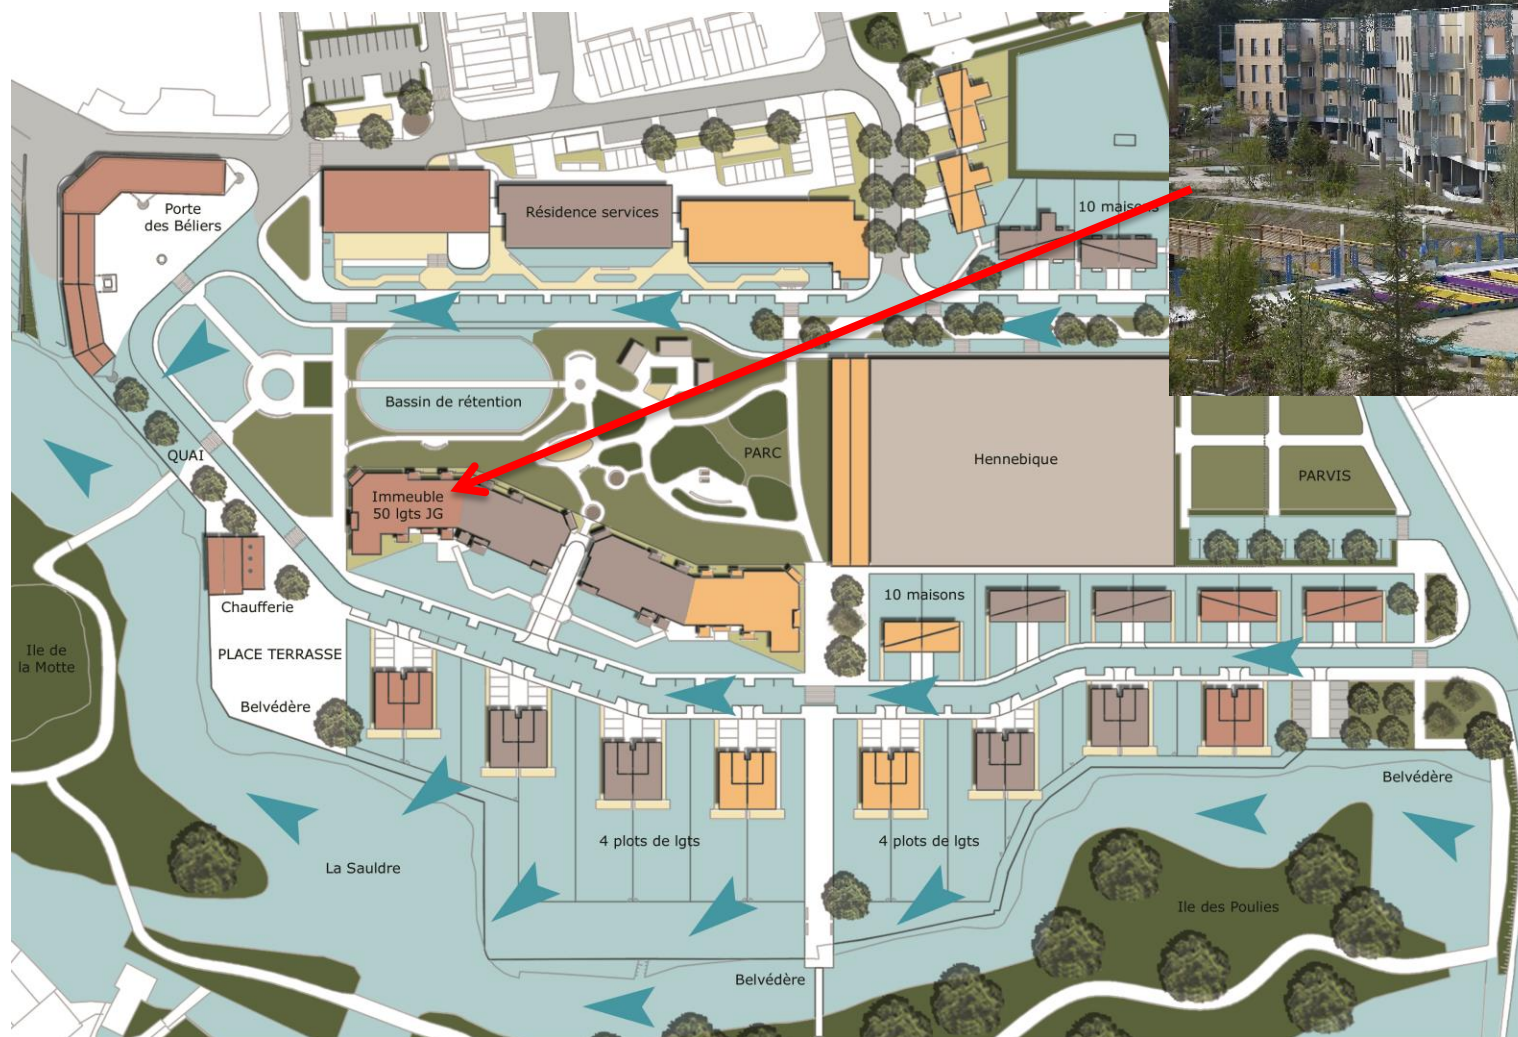 Porte
des Béliers
Résidence services
10 maisons
Bassin de rétention
QUAI
PARC
Hennebique
PARVIS
Immeuble
50 lgts JG
Chaufferie
10 maisons
Ile de
la Motte
PLACE TERRASSE
Belvédère
Belvédère
4 plots de lgts
4 plots de lgts
La Sauldre
Ile des Poulies
Belvédère